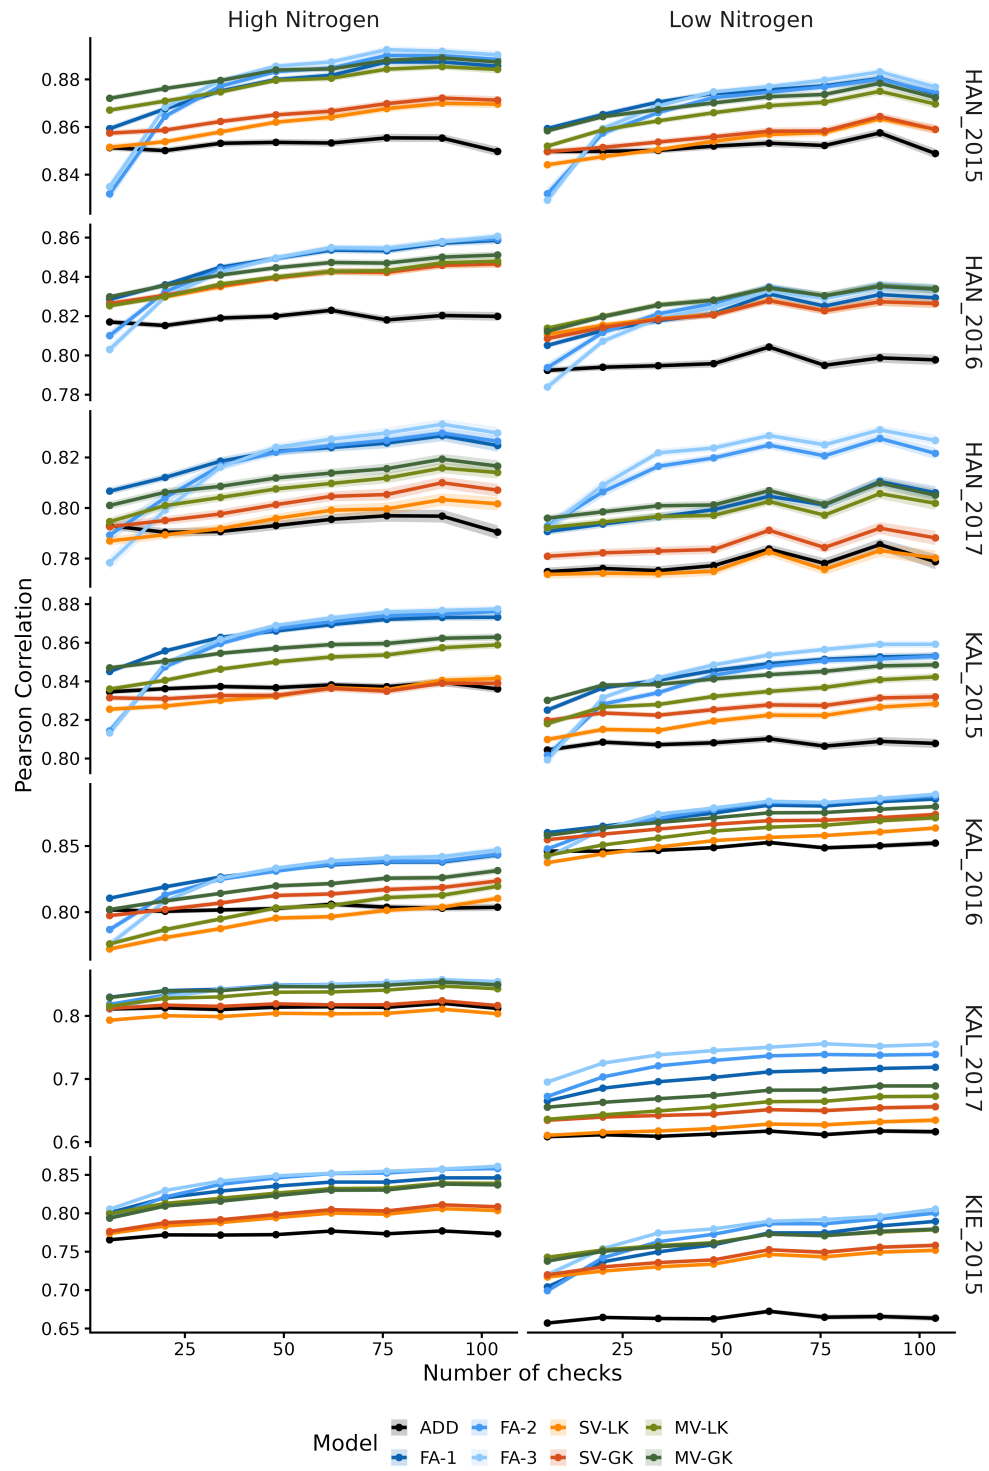 High Nitrogen Low Nitrogen
0.88
0.86
0.84
HAN_2015
0.86
0.84
0.82
0.80
0.78
HAN_2016
0.82
0.80
0.78
HAN_2017
Pearson Correlation
0.88
0.86
0.84
0.82
0.80
KAL_2015
0.85
0.80
KAL_2016
0.8
0.7
0.6
KAL_2017
0.85
0.80
0.75
0.70
0.65
KIE_2015
25 50 75 100 25 50 75 100
Number of checks
Model
ADD FA-2 SV-LK MV-LK
FA-1 FA-3 SV-GK MV-GK